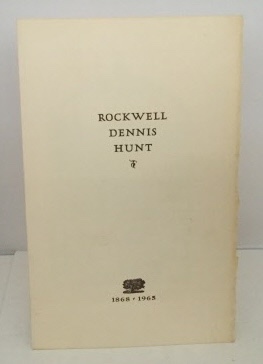 ROCKWELL
DENNIS
HUNT
1868 • 1965